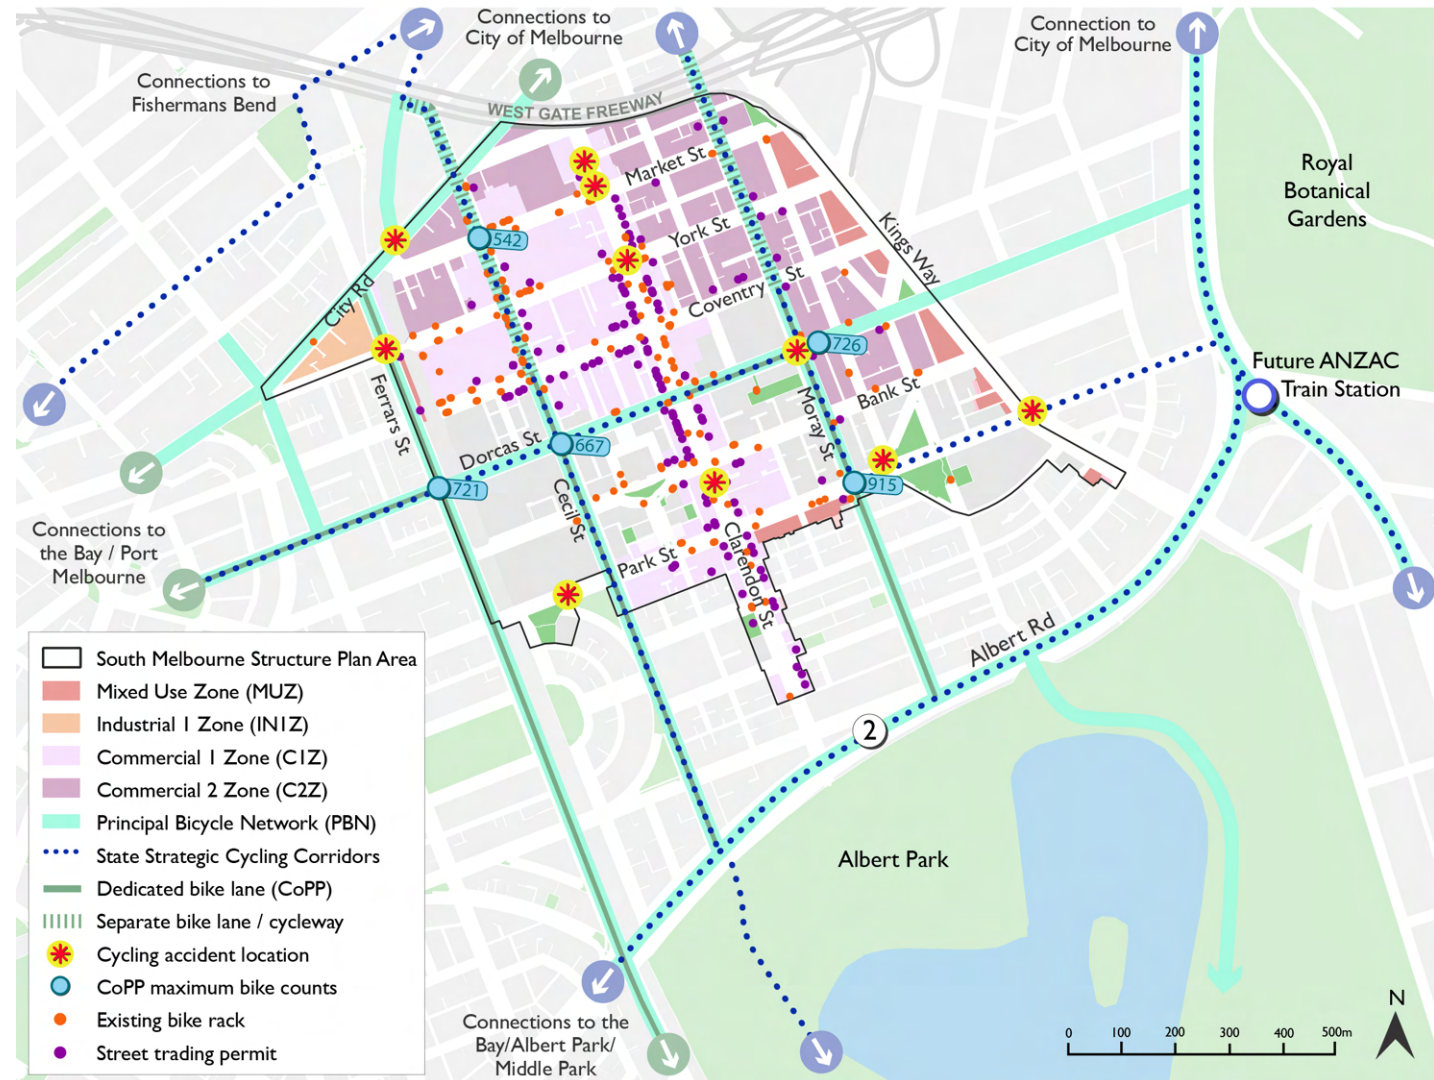 Connections to
City of Melbourne
Connection to
City of Melbourne
Connections to
Fishermans Bend
WEST GATE FREEWAY
Royal
Botanical
Gardens
Market St
York St
Kings Way
Coventry St
City Rd
542
726
Future ANZAC
Train Station
Ferrars St
Bank St
Moray St
Dorcas St
667
721
915
Cecil St
Connections to
the Bay / Port
Melbourne
Park St
Clarendon St
Albert Rd
2
Albert Park
South Melbourne Structure Plan Area
Mixed Use Zone (MUZ)
Industrial 1 Zone (IN1Z)
Commercial 1 Zone (C1Z)
Commercial 2 Zone (C2Z)
Principal Bicycle Network (PBN)
State Strategic Cycling Corridors
Dedicated bike lane (CoPP)
Separate bike lane / cycleway
Cycling accident location
CoPP maximum bike counts
Existing bike rack
Street trading permit
Connections to the
Bay/Albert Park/
Middle Park
N
0 100 200 300 400 500m